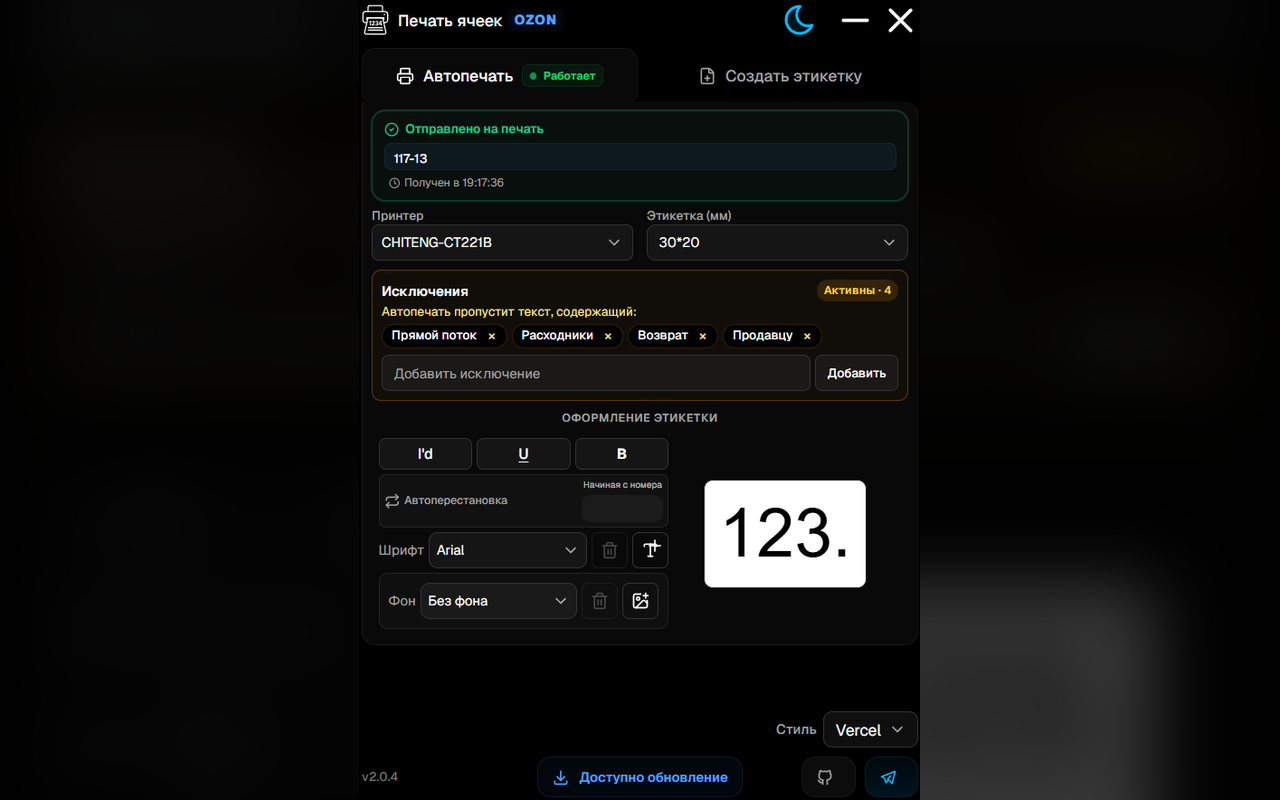 1234
Печать ячеек OZON
Автопечать Работает
Создать этикетку
Отправлено на печать
117-13
Получен в 19:17:36
Принтер
Этикетка (мм)
CHITENG-CT221B
30*20
Исключения
Активны · 4
Автопечать пропустит текст, содержащий:
Прямой поток × Расходники × Возврат × Продавцу ×
Добавить исключение
Добавить
ОФОРМЛЕНИЕ ЭТИКЕТКИ
I'd U B
Начиная с номера
Автоперестановка
123.
Шрифт Arial
Фон Без фона
Стиль Vercel
v2.0.4
Доступно обновление